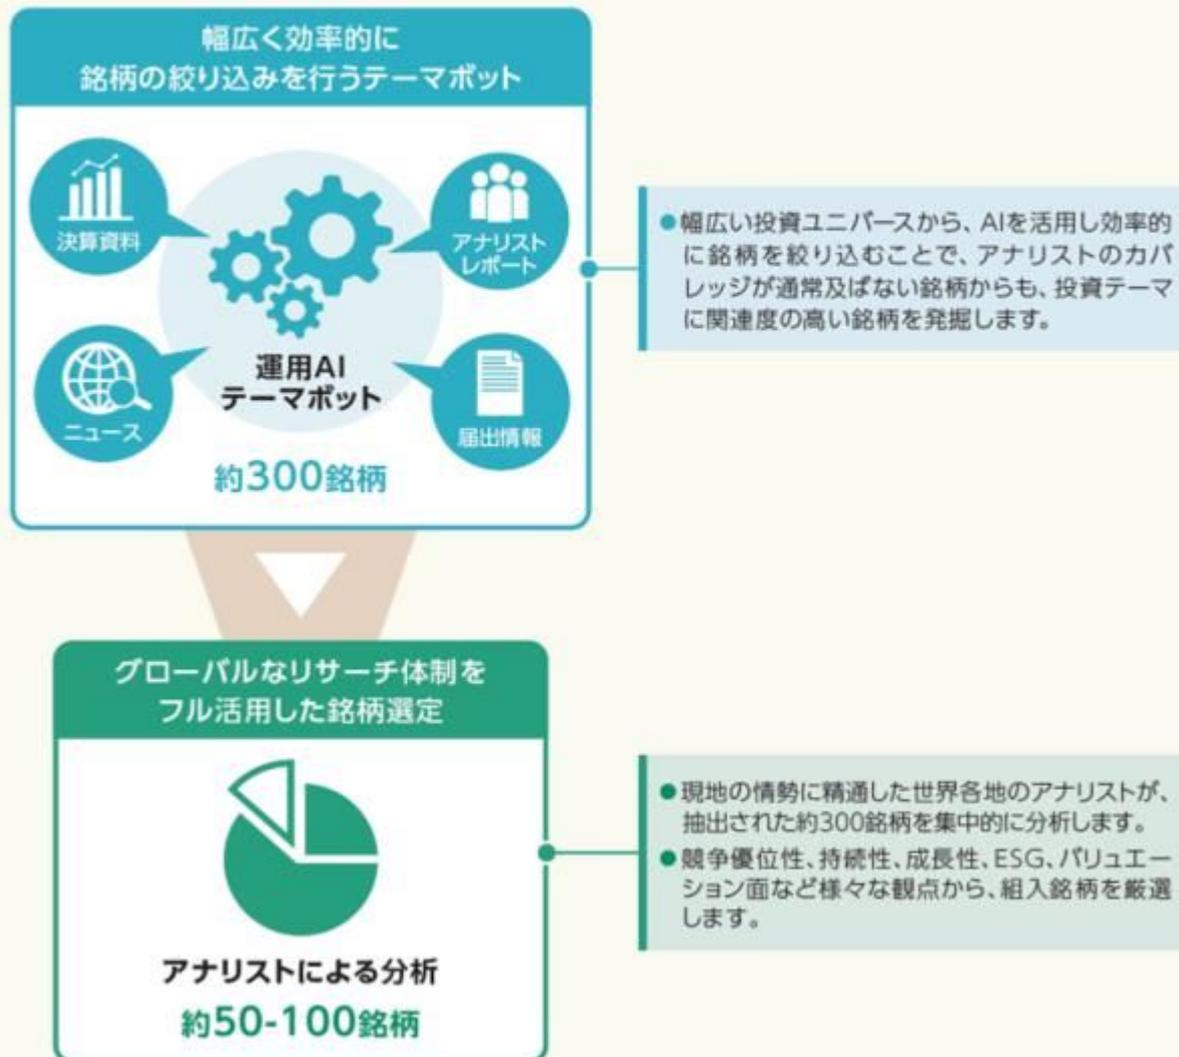 幅広く効率的に
銘柄の絞り込みを行うテーマボット
決算資料
アナリスト
レポート
運用AI
テーマボット
ニュース
届出情報
約300銘柄
●幅広い投資ユニバースから、AIを活用し効率的
に銘柄を絞り込むことで、アナリストのカバ
レッジが通常及ばない銘柄からも、投資テーマ
に関連度の高い銘柄を発掘します。
グローバルなリサーチ体制を
フル活用した銘柄選定
アナリストによる分析
約50-100銘柄
●現地の情勢に精通した世界各地のアナリストが、
抽出された約300銘柄を集中的に分析します。
●競争優位性、持続性、成長性、ESG、バリュエー
ション面など様々な観点から、組入銘柄を厳選
します。